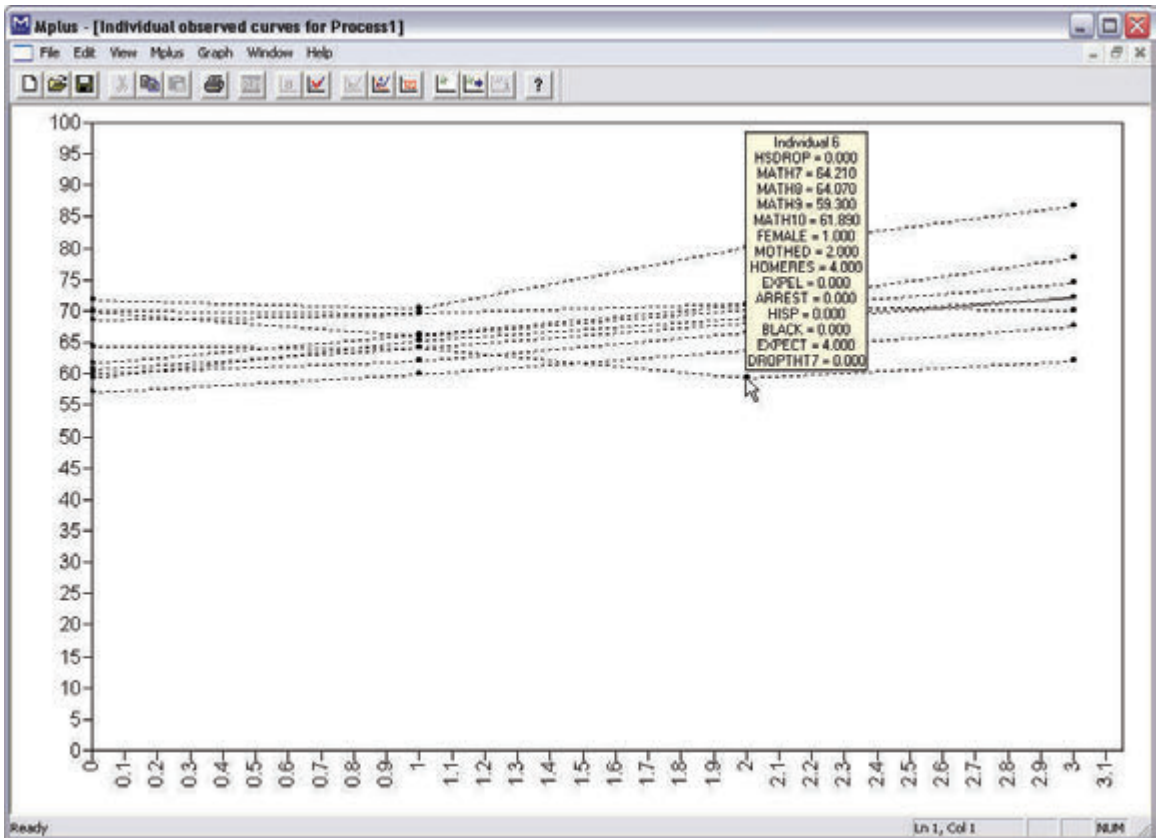 Mplus - [Individual observed curves for Process1]
File Edit View Mplus Graph Window Help
100
95
90
85
80
75
70
65
60
55
50
45
40
35
30
25
20
15
10
5
0
Individual 6
HSDROP = 0.000
MATH7 = 64.210
MATH8 = 64.070
MATH9 = 59.300
MATH10 = 61.890
FEMALE = 1.000
MOTHED = 2.000
HOMERES = 4.000
EXPEL = 0.000
ARREST = 0.000
HISP = 0.000
BLACK = 0.000
EXPECT = 4.000
DROPTHT7 = 0.000
0 0.1 0.2 0.3 0.4 0.5 0.6 0.7 0.8 0.9 1 1.1 1.2 1.3 1.4 1.5 1.6 1.7 1.8 1.9 2 2.1 2.2 2.3 2.4 2.5 2.6 2.7 2.8 2.9 3 3.1
Ready Ln 1, Col 1 NUM